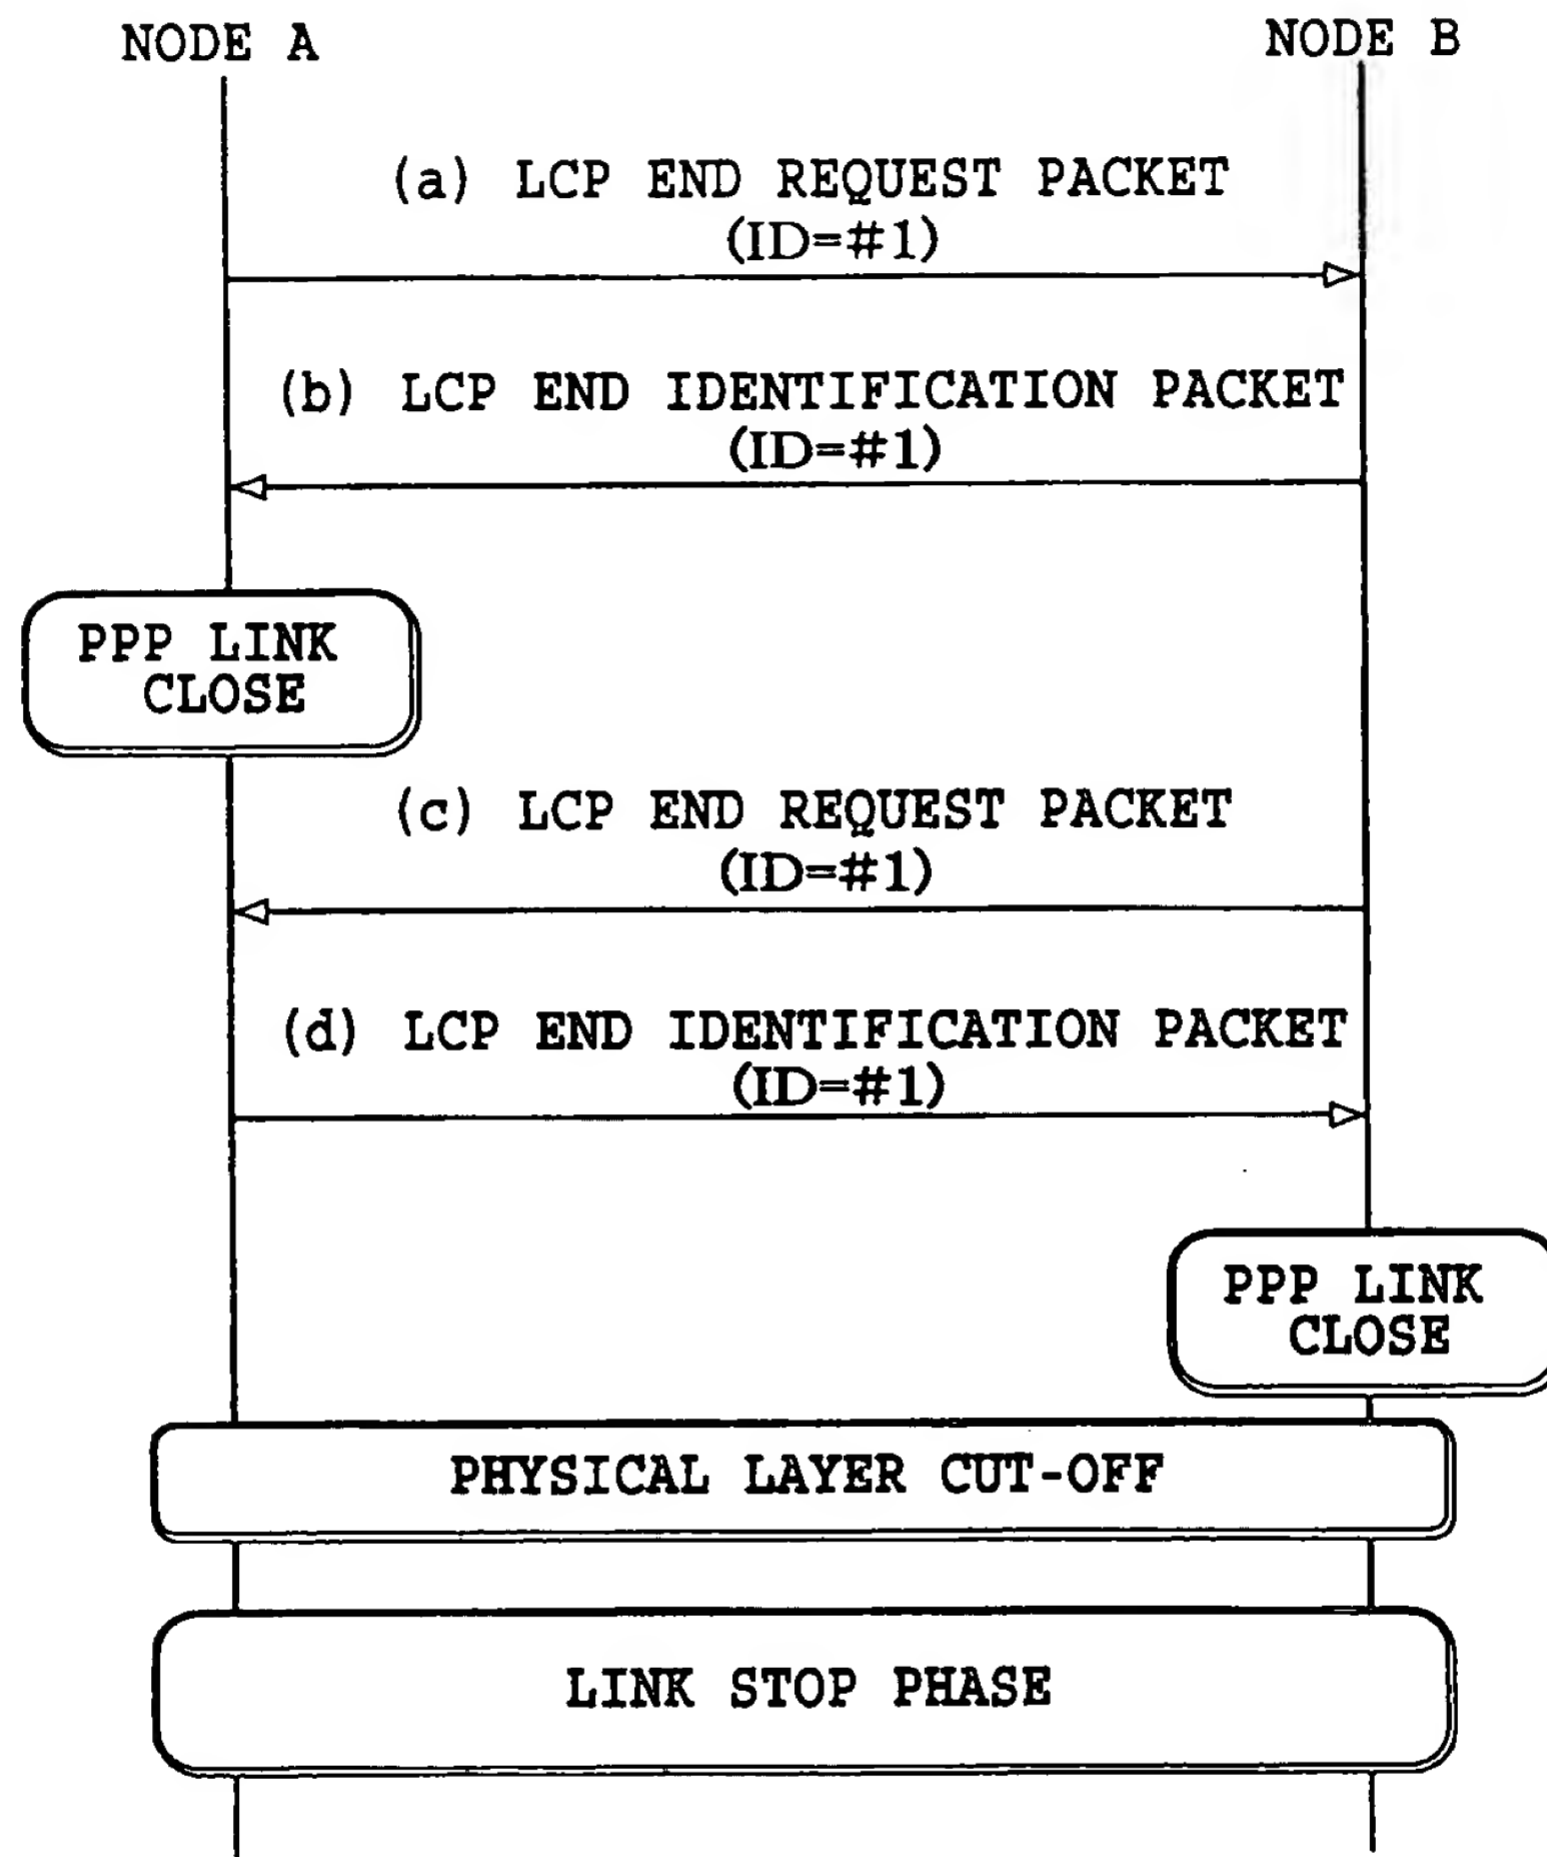 NODE A
NODE B
(a) LCP END REQUEST PACKET
(ID=#1)
(b) LCP END IDENTIFICATION PACKET
(ID=#1)
PPP LINK
CLOSE
(c) LCP END REQUEST PACKET
(ID=#1)
(d) LCP END IDENTIFICATION PACKET
(ID=#1)
PPP LINK
CLOSE
PHYSICAL LAYER CUT-OFF
LINK STOP PHASE